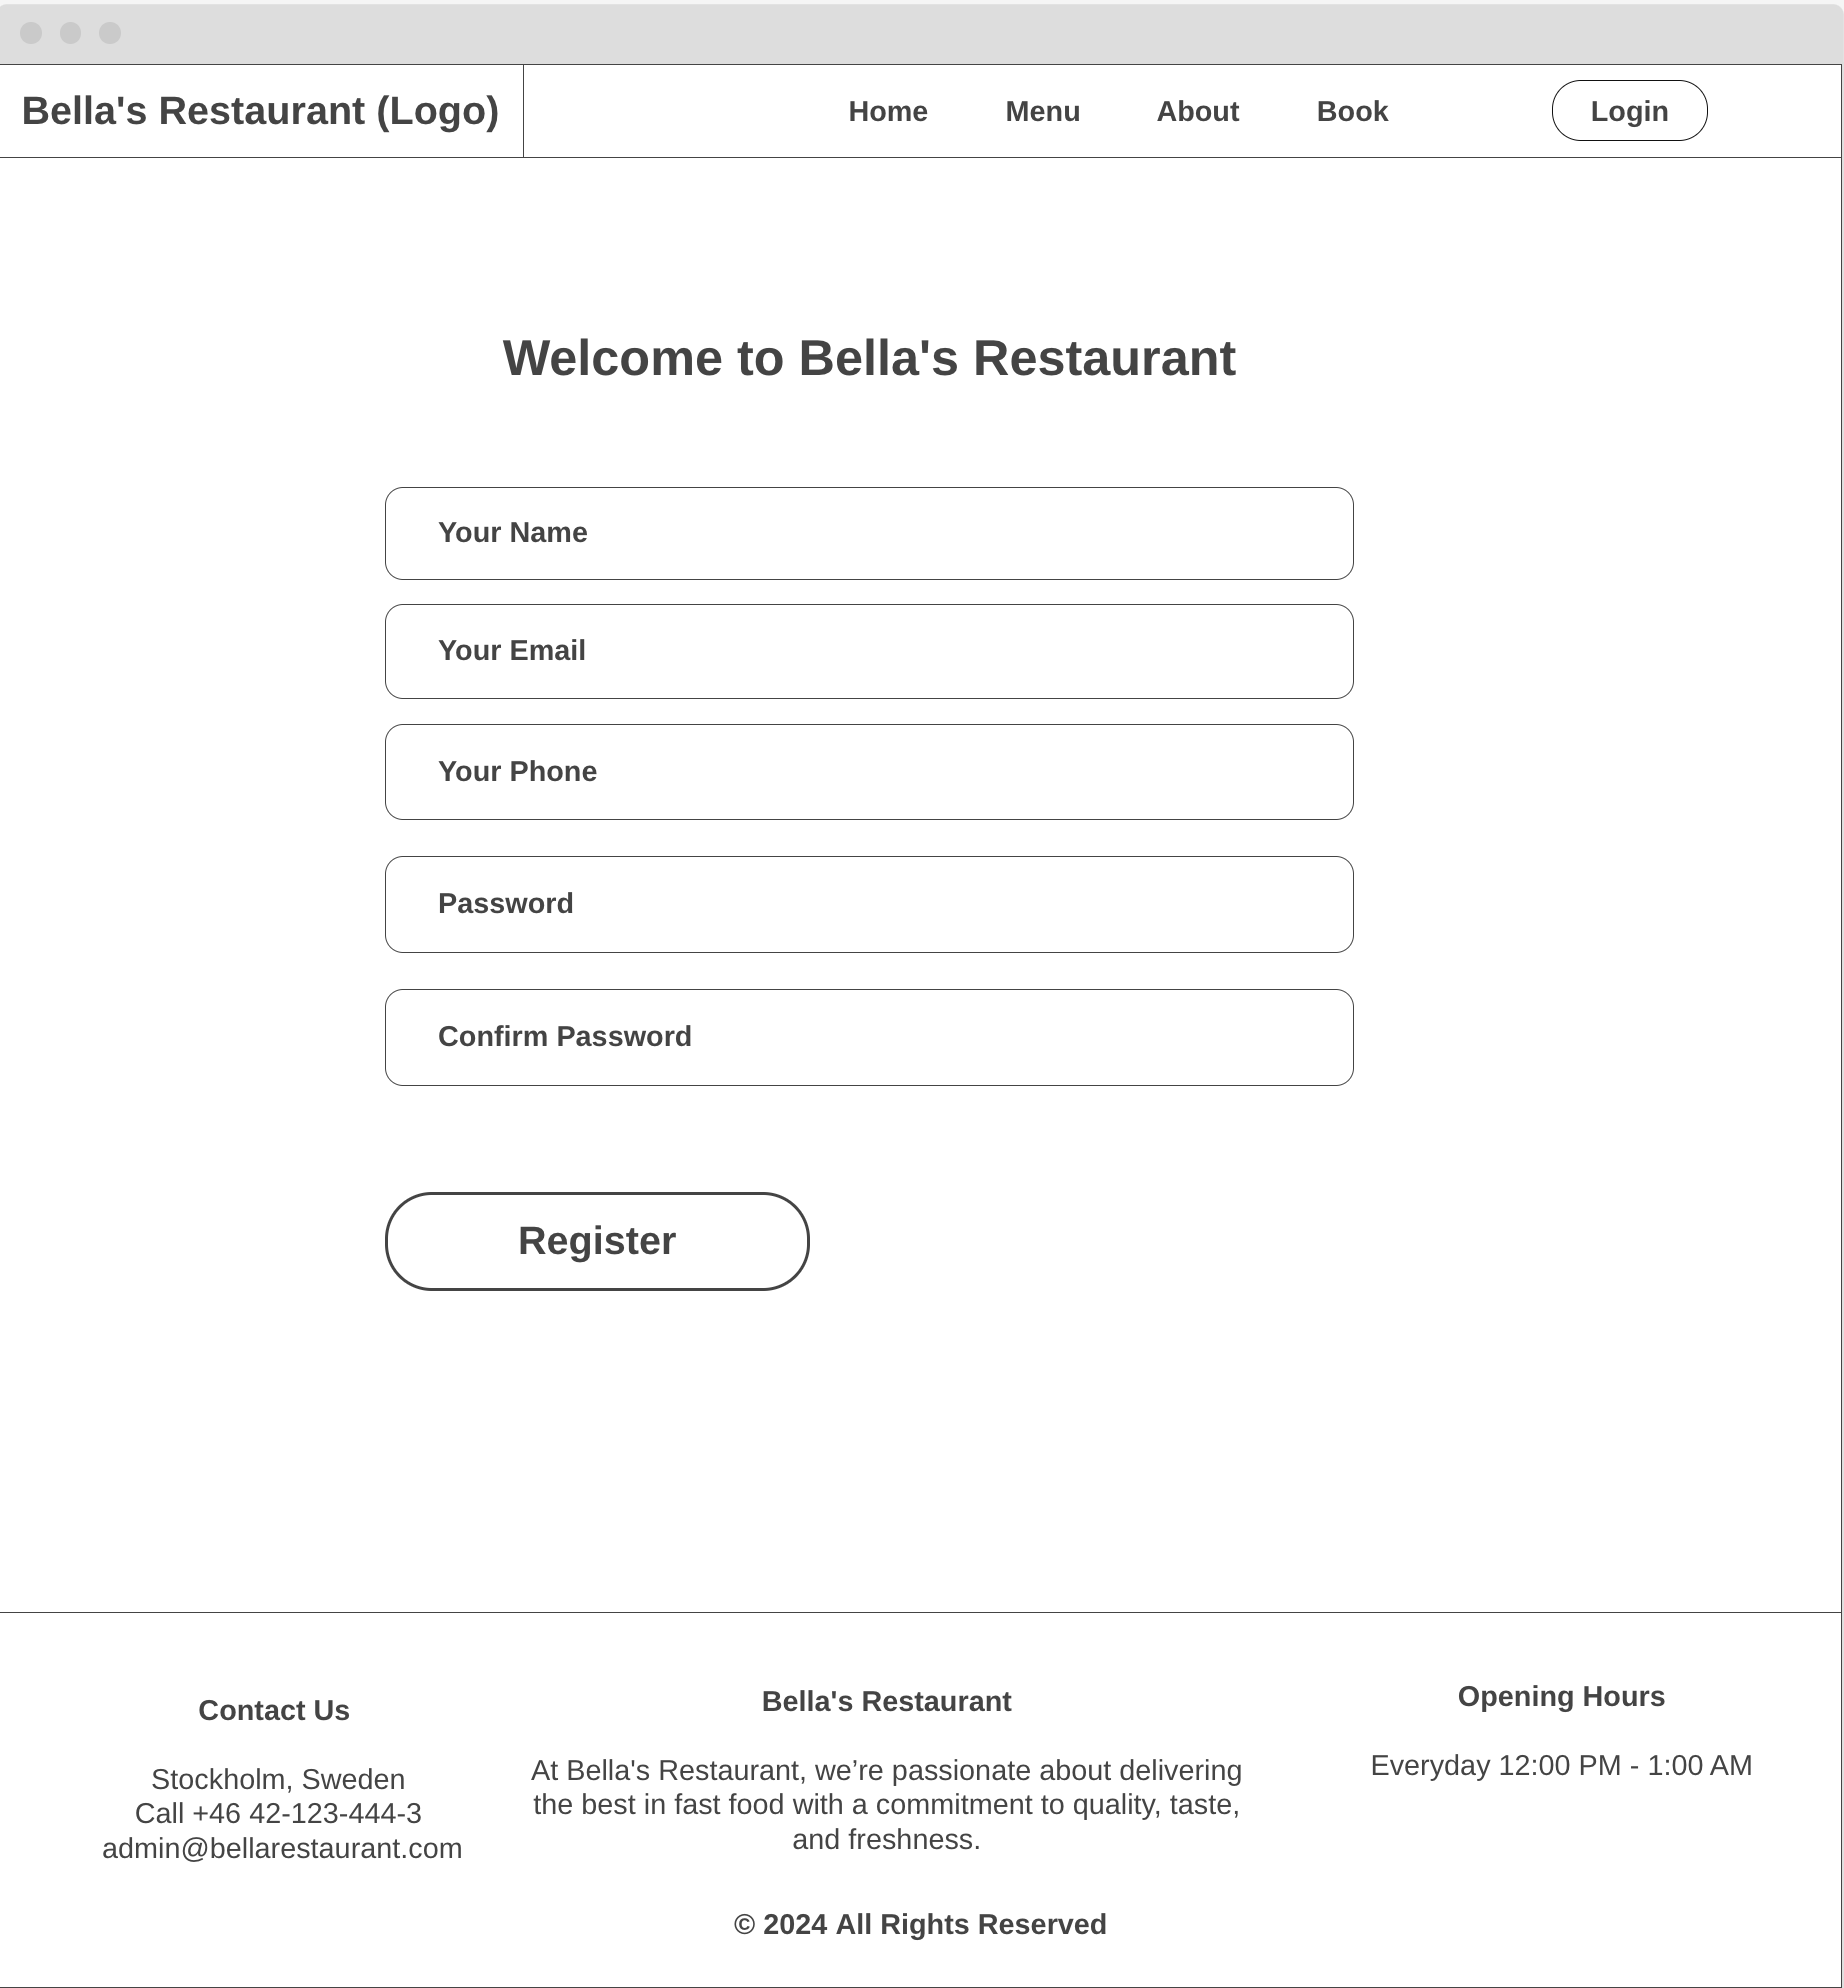 Bella's Restaurant (Logo)
Home
Menu
About
Book
Login
Welcome to Bella's Restaurant
Your Name
Your Email
Your Phone
Password
Confirm Password
Register
Contact Us
Stockholm, Sweden
Call +46 42-123-444-3
admin@bellarestaurant.com
Bella's Restaurant
At Bella's Restaurant, we’re passionate about delivering
the best in fast food with a commitment to quality, taste,
and freshness.
Opening Hours
Everyday 12:00 PM - 1:00 AM
© 2024 All Rights Reserved